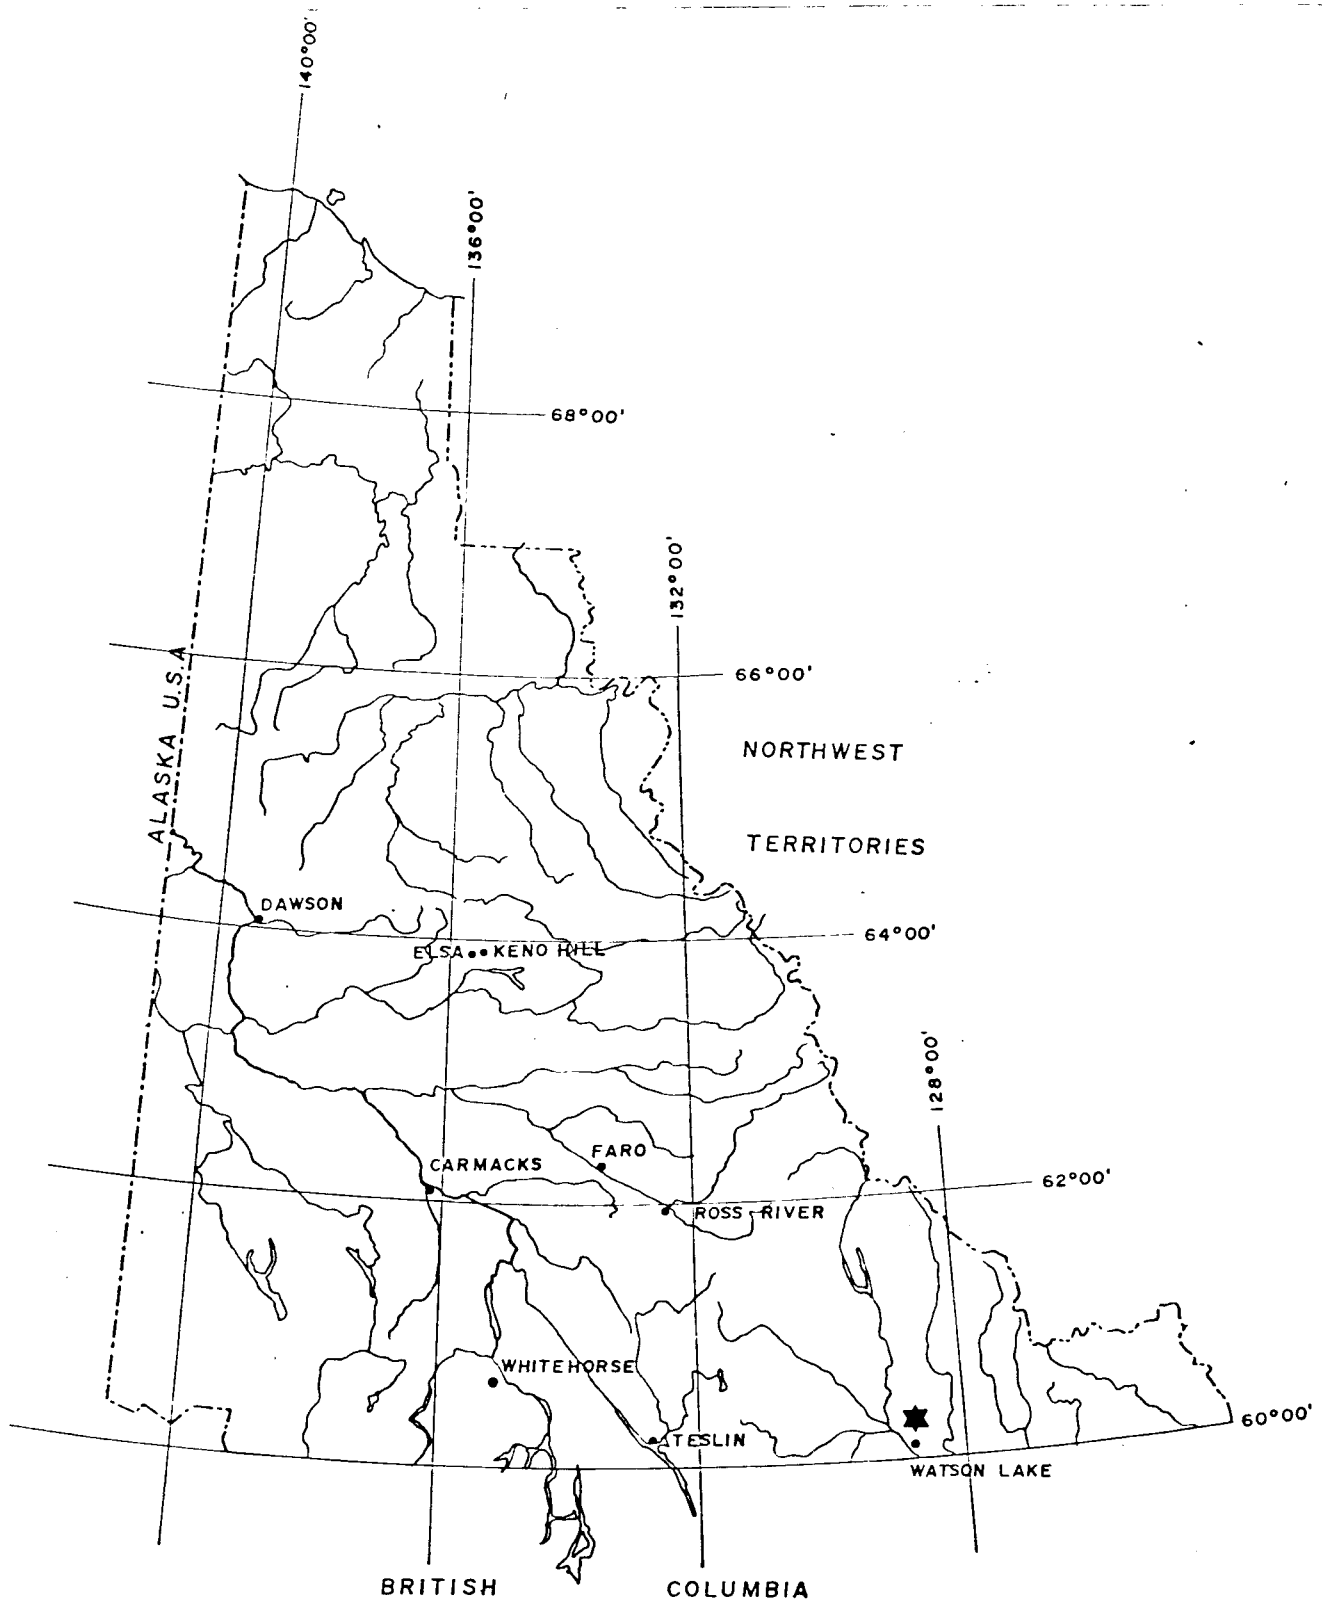 140°00'
136°00'
68°00'
132°00'
66°00'
ALASKA U.S.A
NORTHWEST
TERRITORIES
DAWSON
64°00'
ELSA
KENO HILL
128°00'
FARO
CARMACKS
62°00'
ROSS RIVER
WHITEHORSE
60°00'
TESLIN
WATSON LAKE
BRITISH COLUMBIA